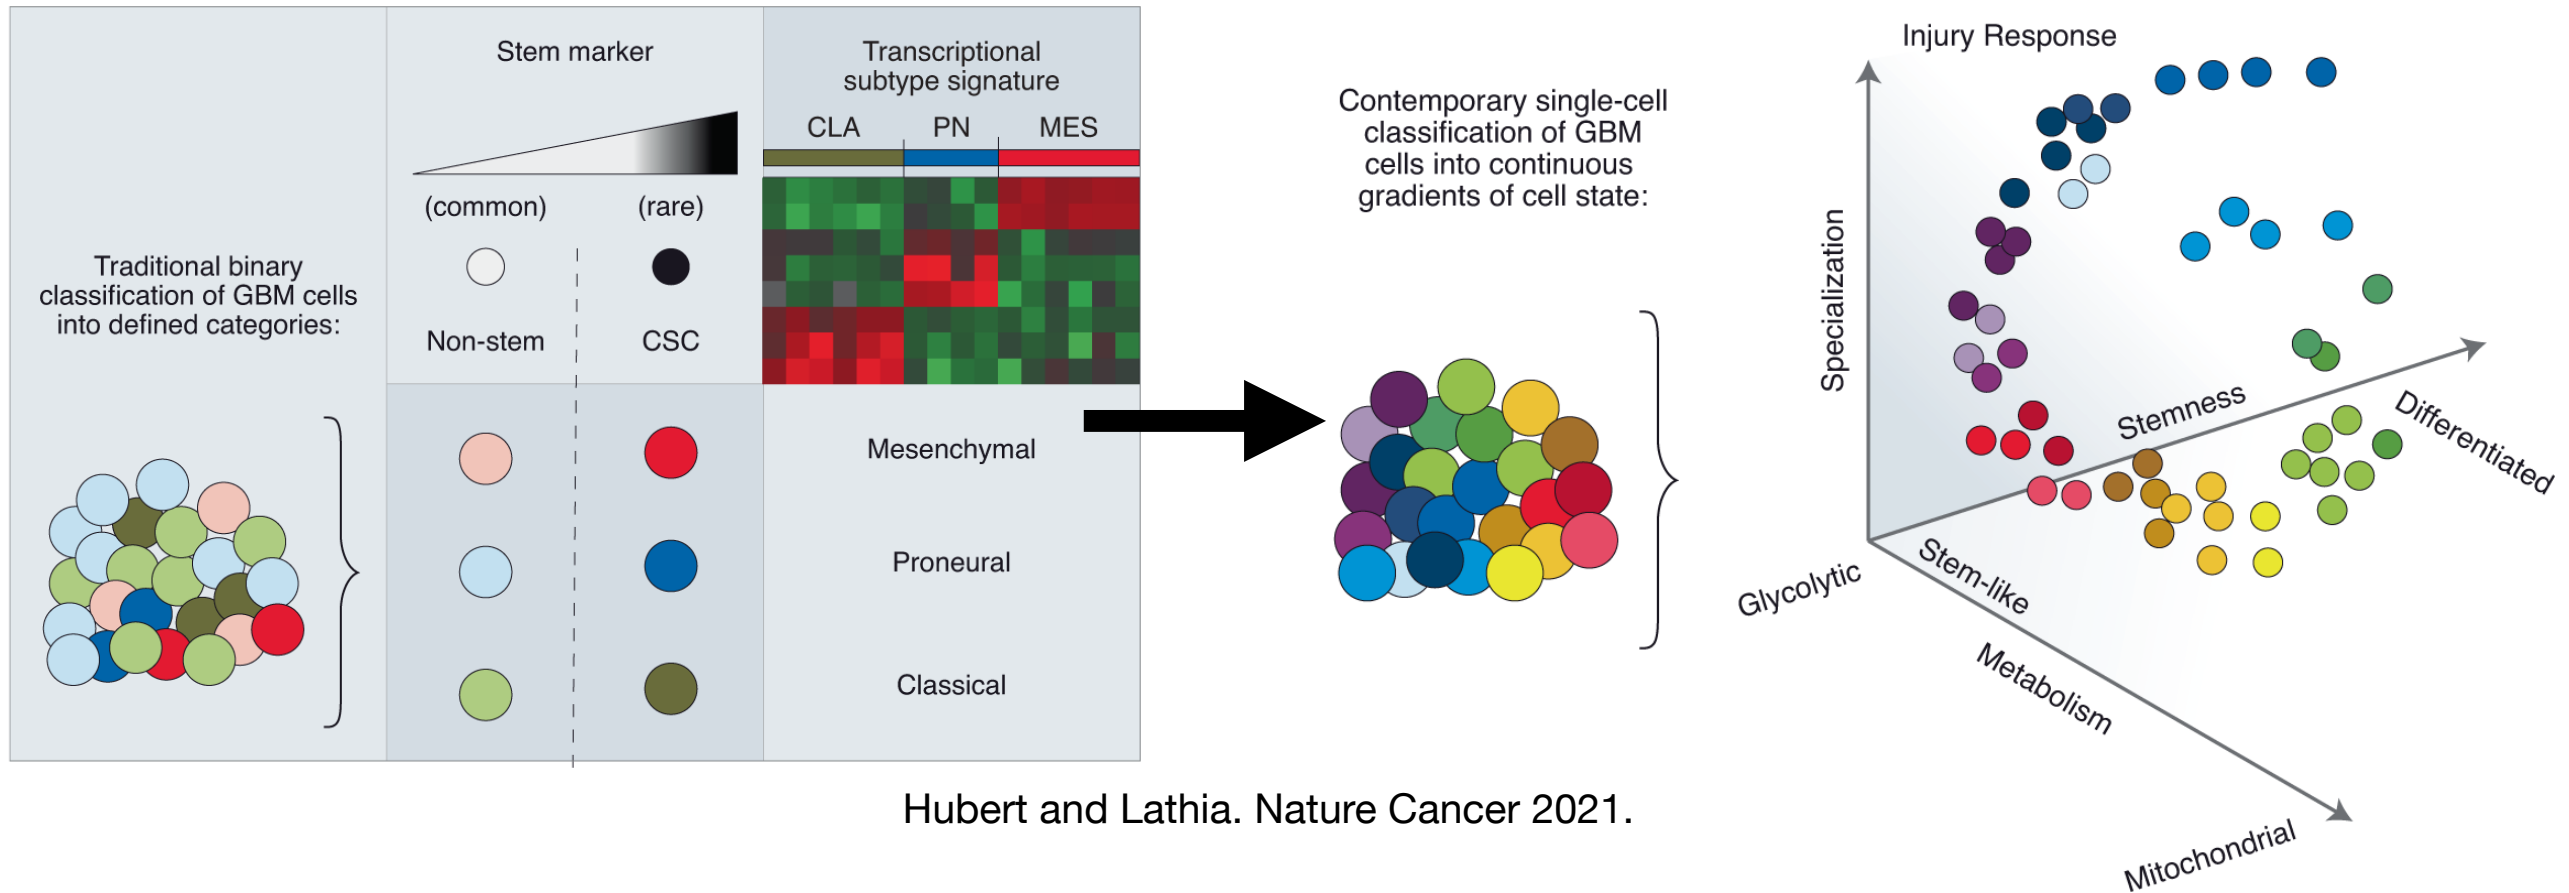 Traditional binary
classification of GBM cells
into defined categories:
Stem marker
(common)
(rare)
Non-stem
CSC
Transcriptional
subtype signature
CLA
PN
MES
Mesenchymal
Proneural
Classical
Contemporary single-cell
classification of GBM
cells into continuous
gradients of cell state:
Injury Response
Specialization
Stemness
Differentiated
Glycolytic
Stem-like
Metabolism
Mitochondrial
Hubert and Lathia. Nature Cancer 2021.